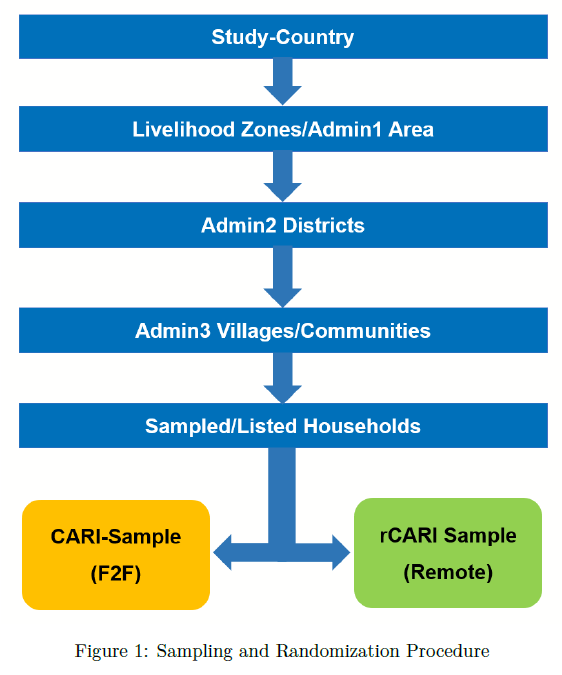 Study-Country
Livelihood Zones/Admin1 Area
Admin2 Districts
Admin3 Villages/Communities
Sampled/Listed Households
CARI-Sample
(F2F)
rCARI Sample
(Remote)
Figure 1: Sampling and Randomization Procedure